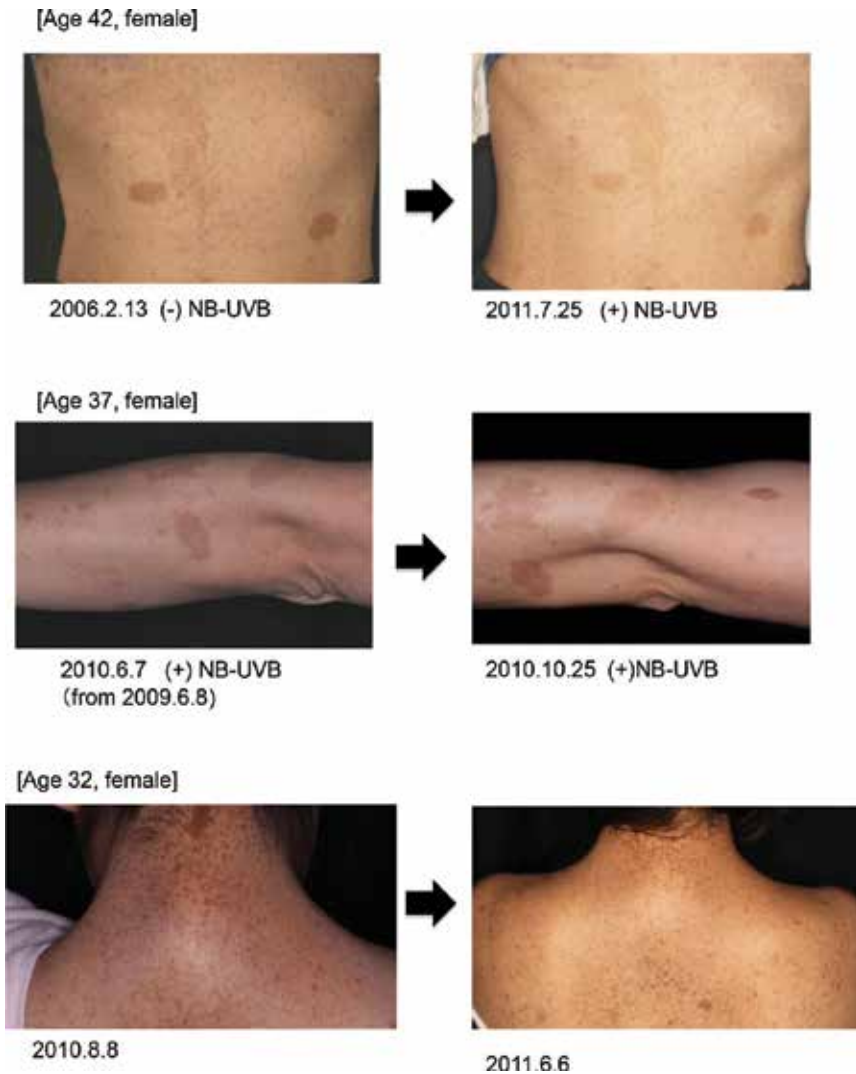 [Age 42, female]
2006.2.13 (-) NB-UVB
2011.7.25 (+) NB-UVB
[Age 37, female]
2010.6.7 (+) NB-UVB
(from 2009.6.8)
2010.10.25 (+)NB-UVB
[Age 32, female]
2010.8.8
2011.6.6